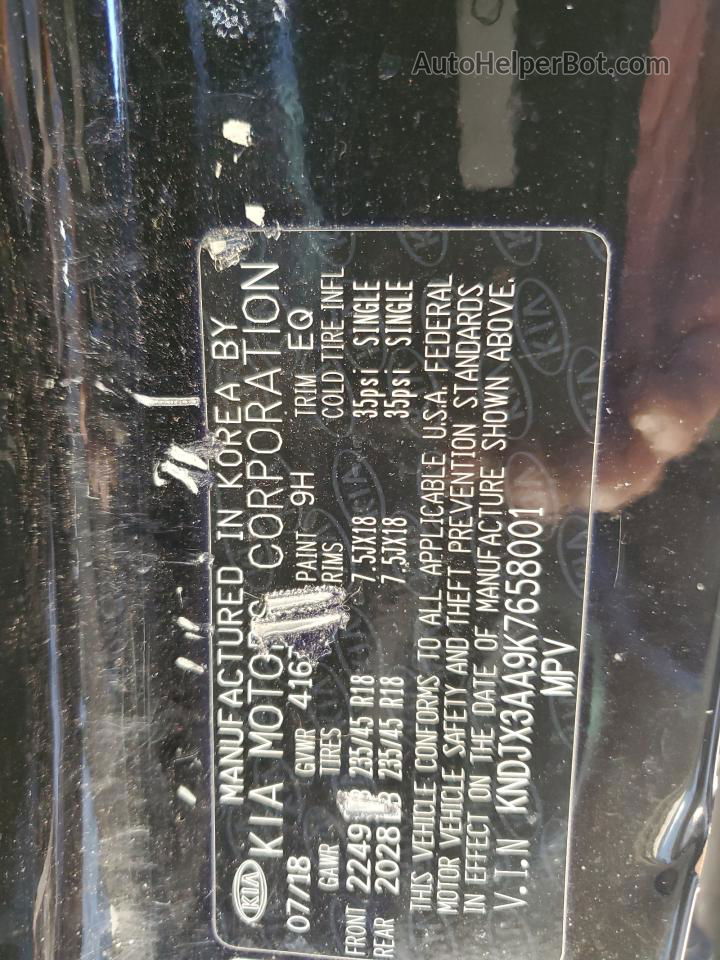 AutoHelperBot.com
MANUFACTURED IN KOREA BY
KIA KIA MOTORS CORPORATION
07/18 GVWR 416 PAINT 9H TRIM EQ
GAWR TIRES RIMS COLD TIRE INFL
FRONT 2249 235/45 R18 7.5JX18 35psi SINGLE
REAR 2028 235/45 R18 7.5JX18 35psi SINGLE
THIS VEHICLE CONFORMS TO ALL APPLICABLE U.S.A. FEDERAL
MOTOR VEHICLE SAFETY AND THEFT PREVENTION STANDARDS
IN EFFECT ON THE DATE OF MANUFACTURE SHOWN ABOVE.
V.I.N KNDJX3AA9K7658001
MPV